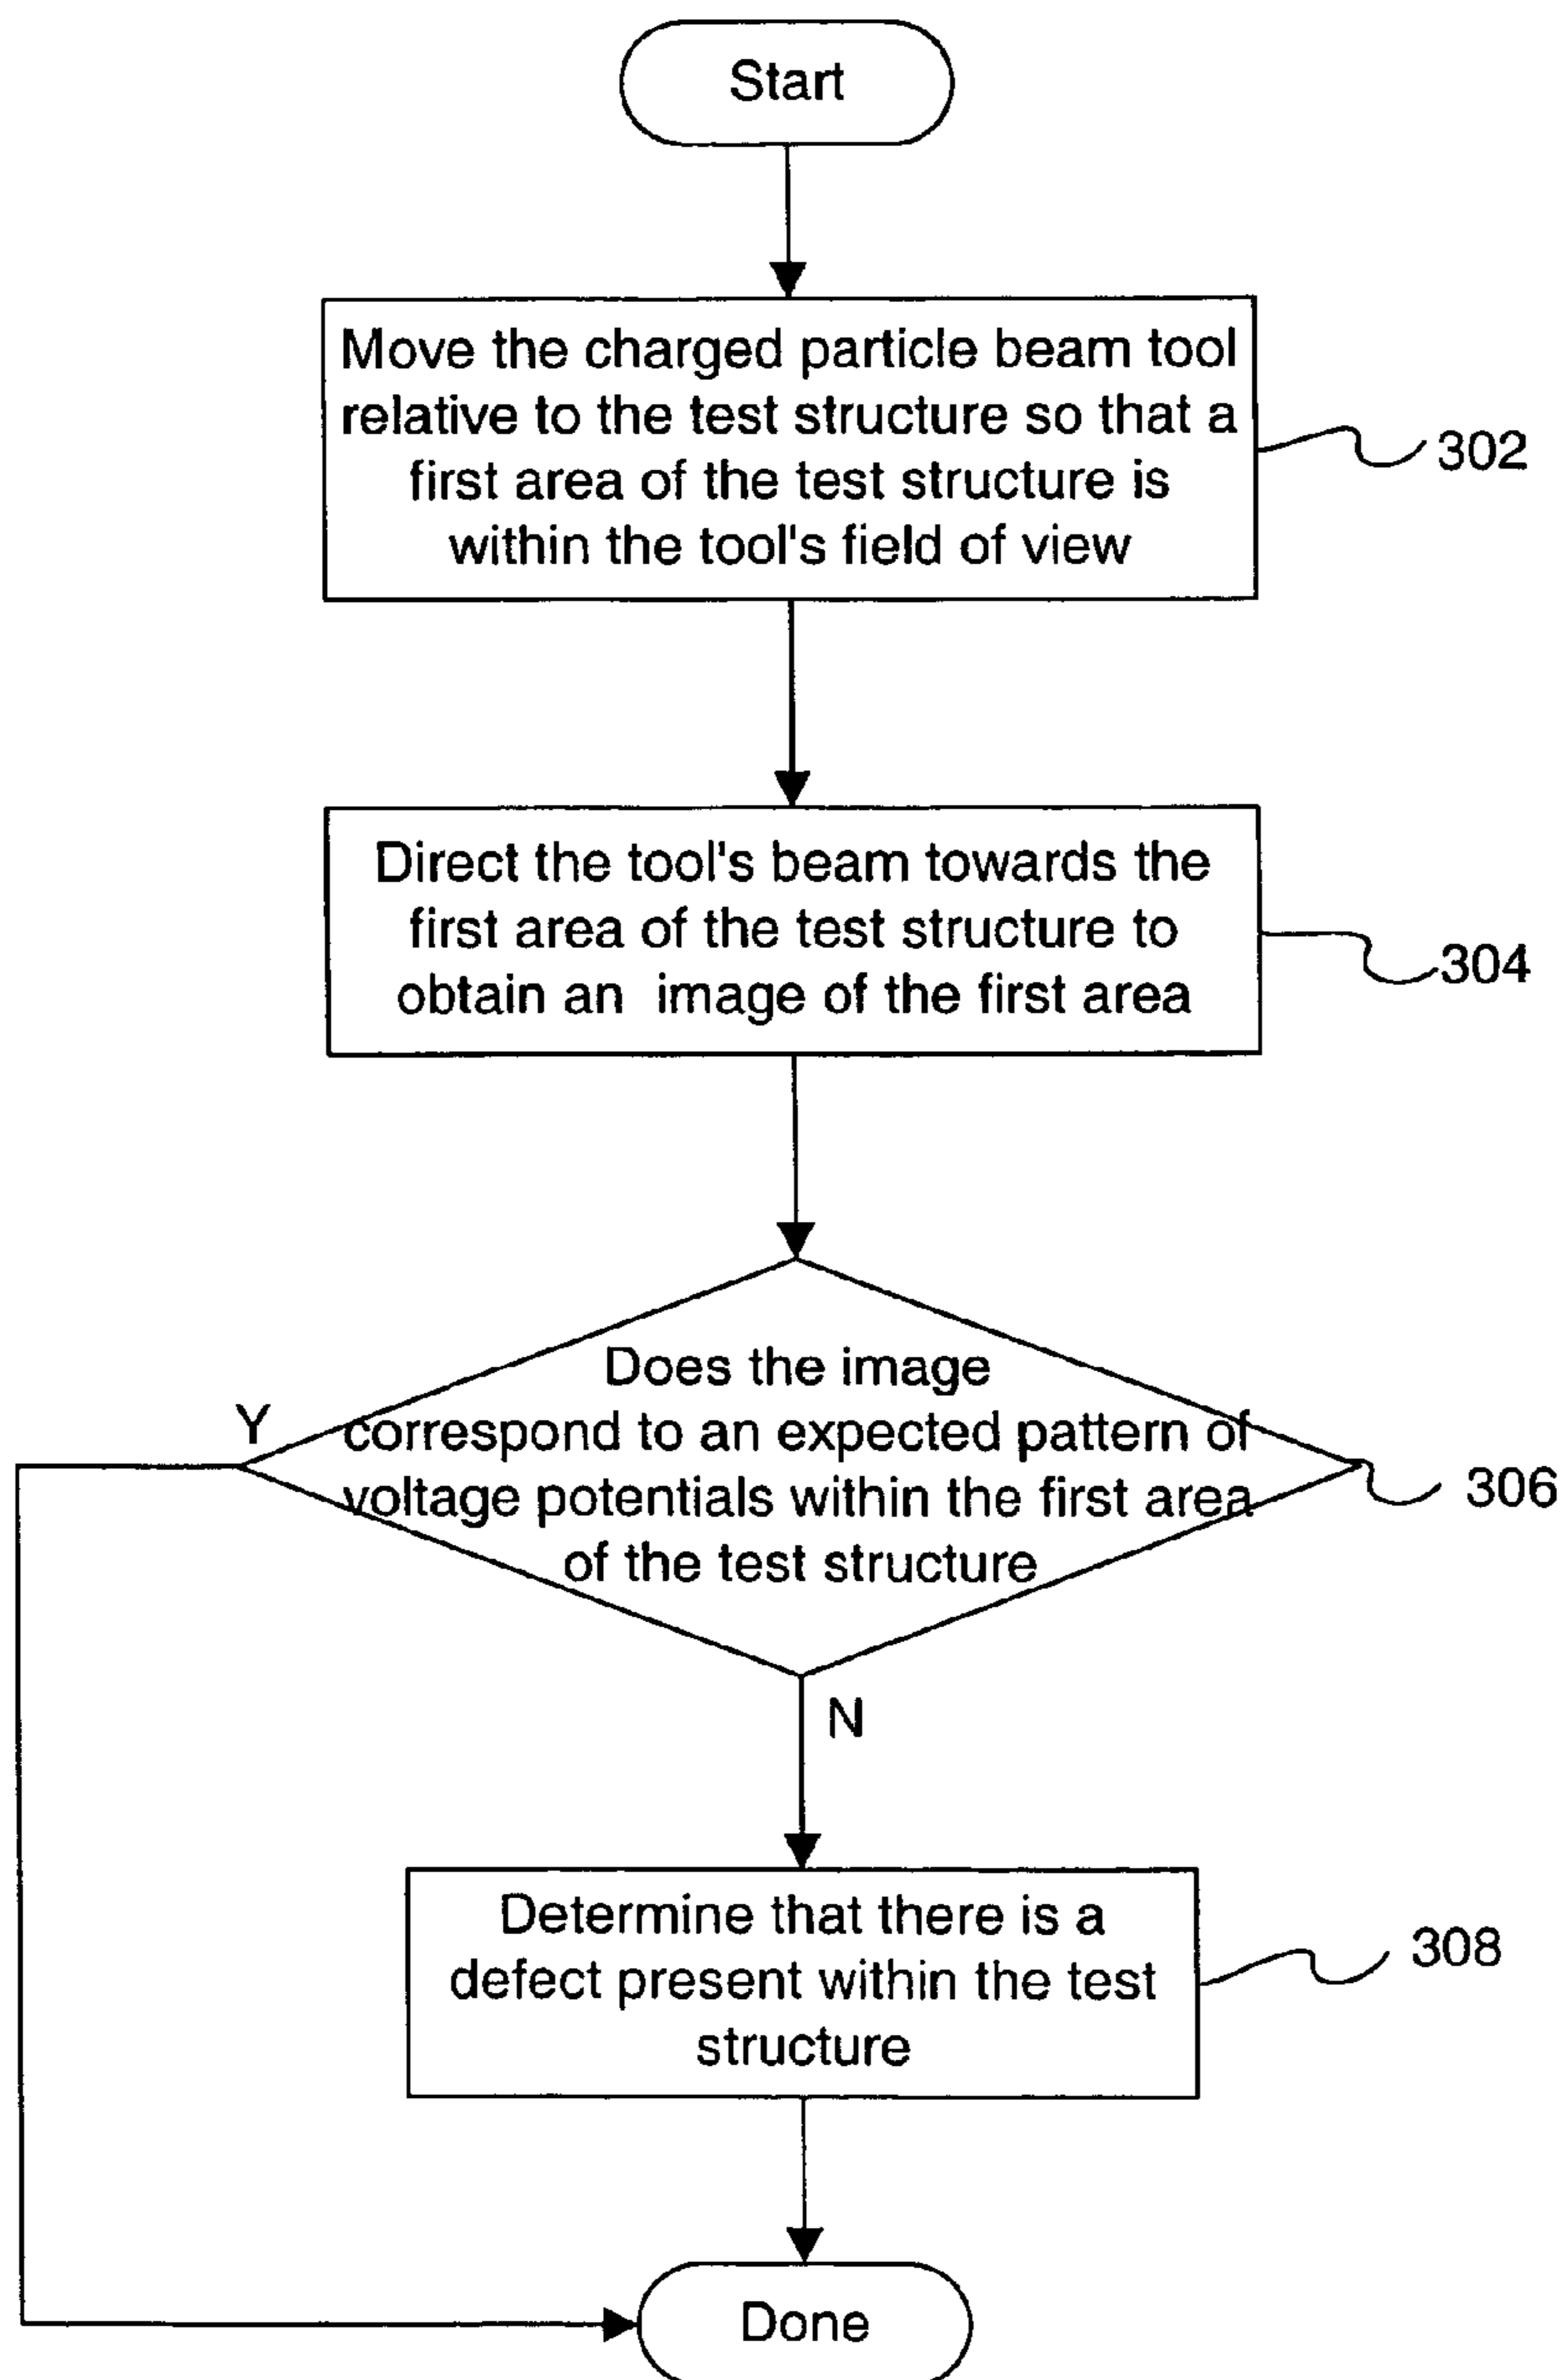 Start
Move the charged particle beam tool
relative to the test structure so that a
first area of the test structure is
within the tool's field of view
302
Direct the tool's beam towards the
first area of the test structure to
obtain an image of the first area
304
Does the image
correspond to an expected pattern of
voltage potentials within the first area
of the test structure
Y
306
N
Determine that there is a
defect present within the test
structure
308
Done